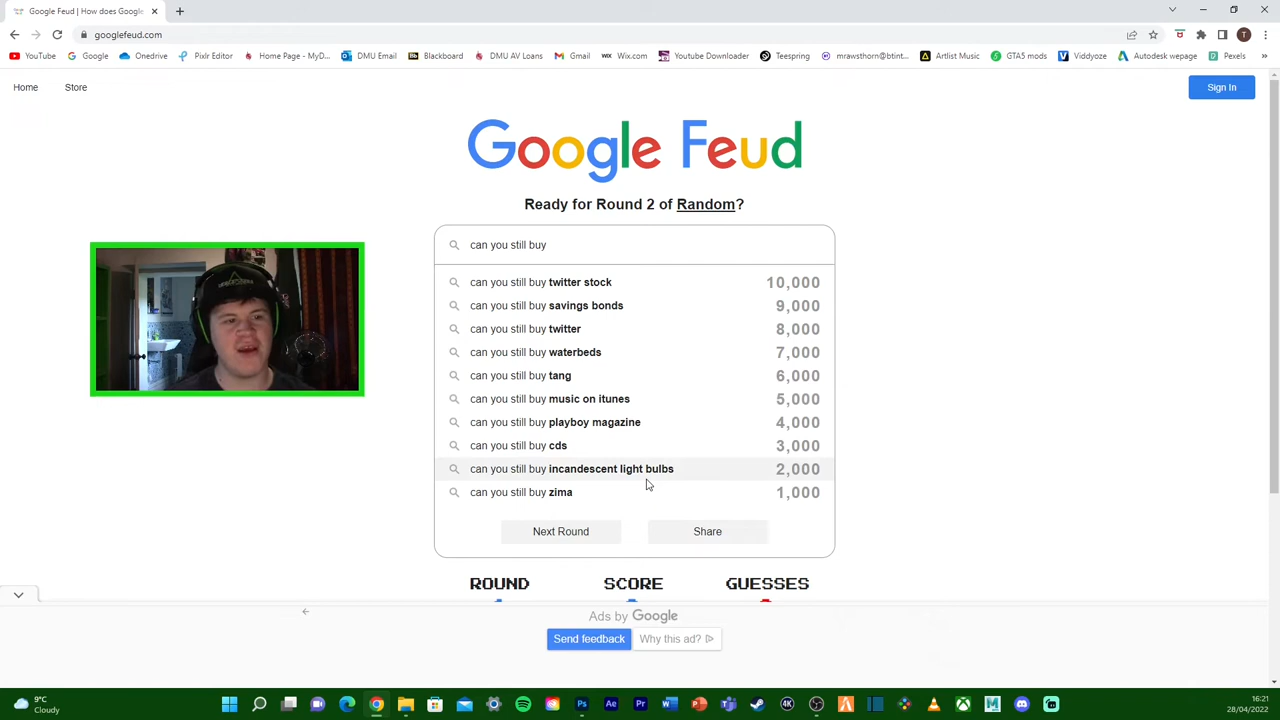 Google Feud | How does Google
googlefeud.com
YouTube Google Onedrive Pixlr Editor Home Page - MyD... DMU Email Blackboard DMU AV Loans Gmail Wix.com Youtube Downloader Teespring mrawsthorn@btint... Artlist Music GTA5 mods Viddyoze Autodesk wepage Pexels
Home Store Sign In
Google Feud
Ready for Round 2 of Random?
can you still buy
can you still buy twitter stock 10,000
can you still buy savings bonds 9,000
can you still buy twitter 8,000
can you still buy waterbeds 7,000
can you still buy tang 6,000
can you still buy music on itunes 5,000
can you still buy playboy magazine 4,000
can you still buy cds 3,000
can you still buy incandescent light bulbs 2,000
can you still buy zima 1,000
Next Round Share
ROUND SCORE GUESSES
Ads by Google
Send feedback Why this ad?
9°C
Cloudy
16:21
28/04/2022